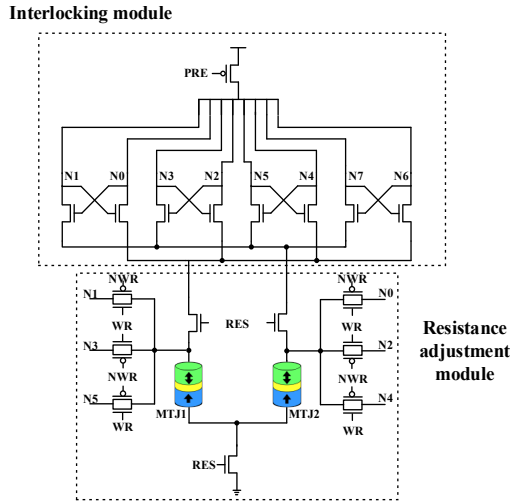 Interlocking module
PRE
N1 N0 N3 N2 N5 N4 N7 N6
NWR NWR
N1 N0
WR RES WR
N3 N2
NWR NWR
N5 N4
MTJ1 MTJ2
WR WR
RES
Resistance
adjustment
module